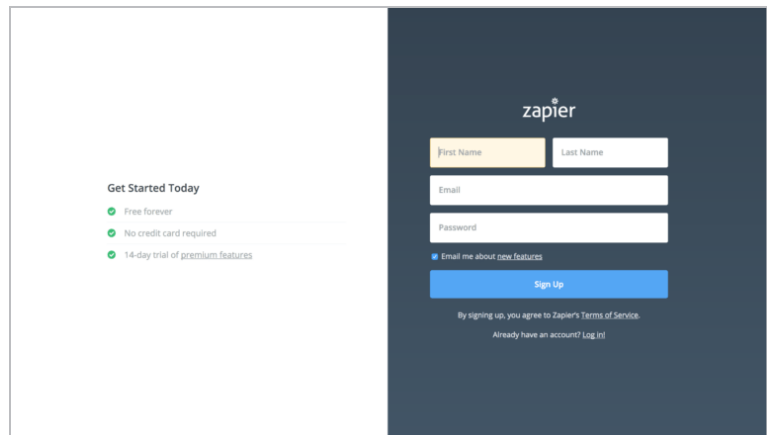 Get Started Today
Free forever
No credit card required
14-day trial of premium features
zapier
First Name
Last Name
Email
Password
Email me about new features
Sign Up
By signing up, you agree to Zapier's Terms of Service.
Already have an account? Log in!